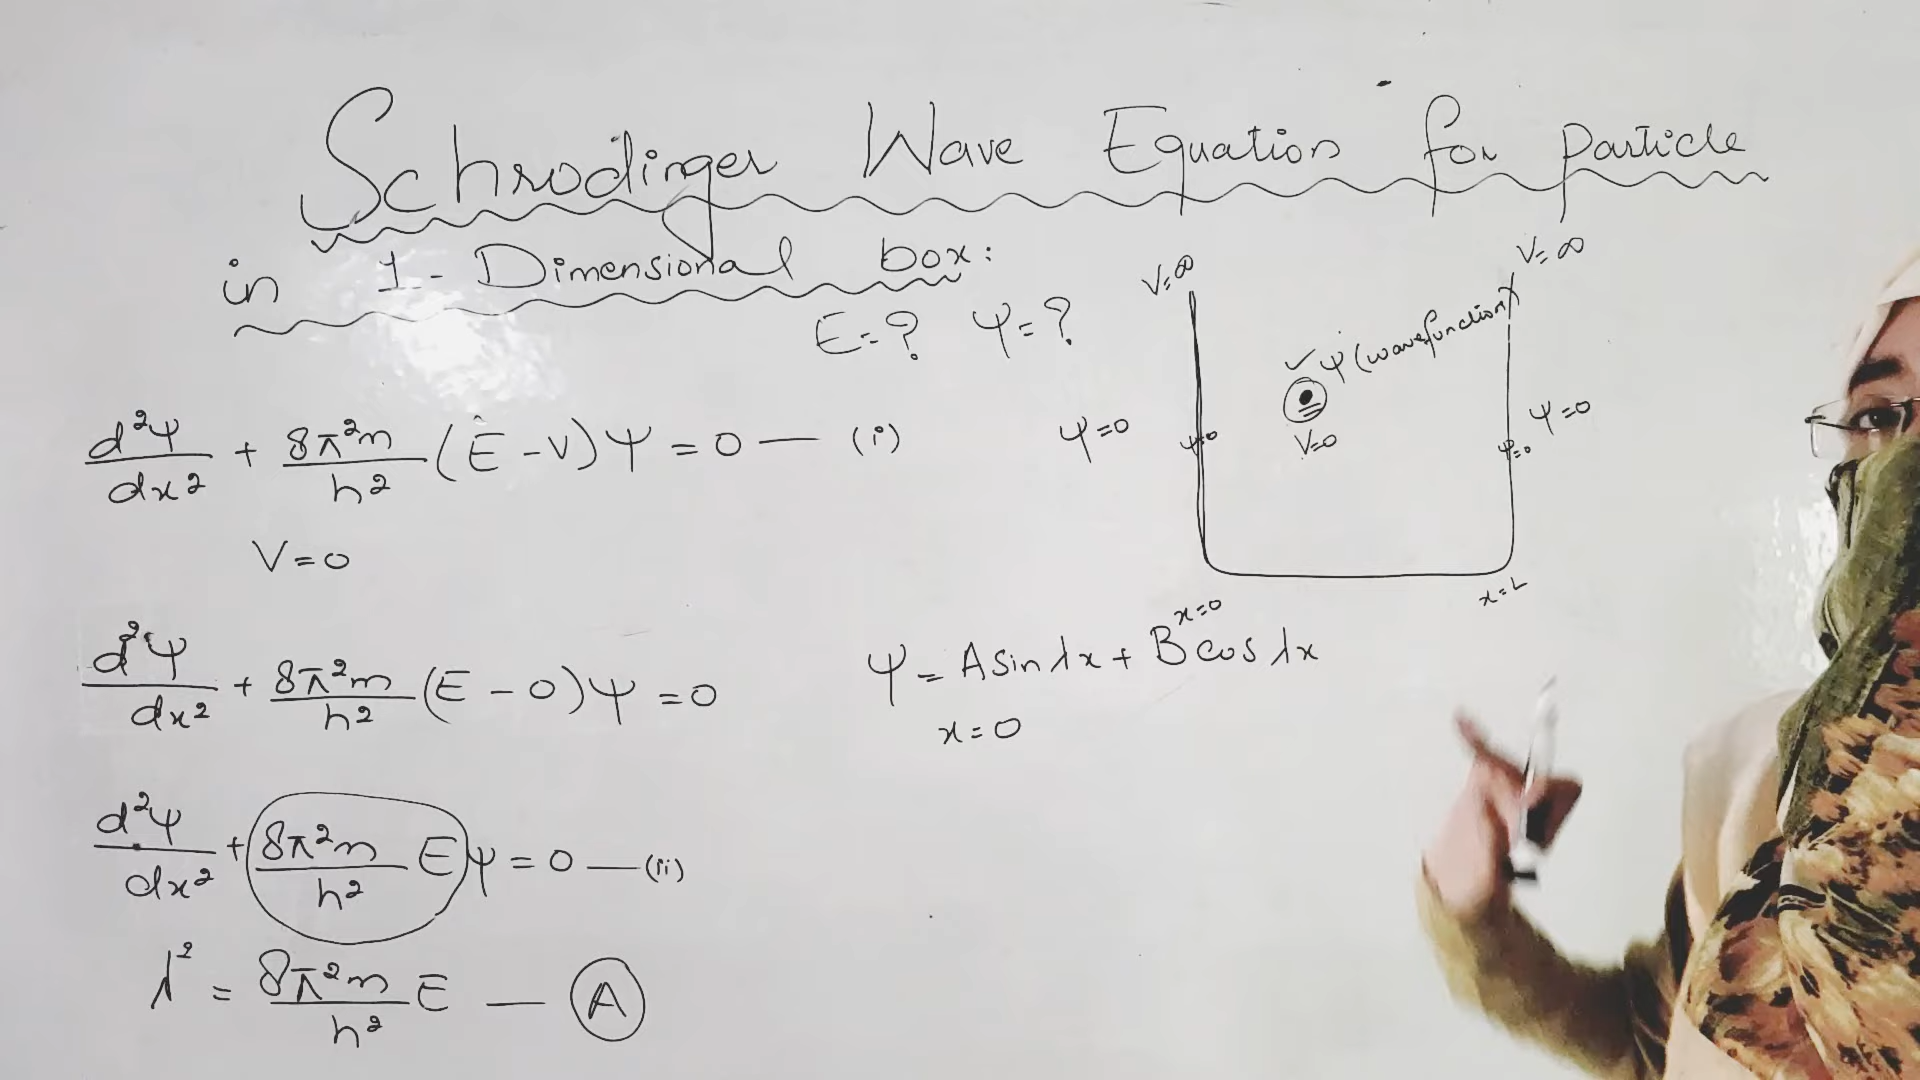 Schrodinger Wave Equation for particle
in 1- Dimensional box:
E=? ψ=?
d²ψ/dx² + 8π²m/h² (E-V)ψ = 0 — (i)
V=0
d²ψ/dx² + 8π²m/h² (E-0)ψ = 0
d²ψ/dx² + 8π²m/h² Eψ = 0 — (ii)
λ² = 8π²m/h² E — A
V=∞
V=∞
ψ (wavefunction)
V=0
ψ=0
ψ=0
ψ=0
ψ=0
x=0
x=L
ψ = A sin λx + B cos λx
x=0